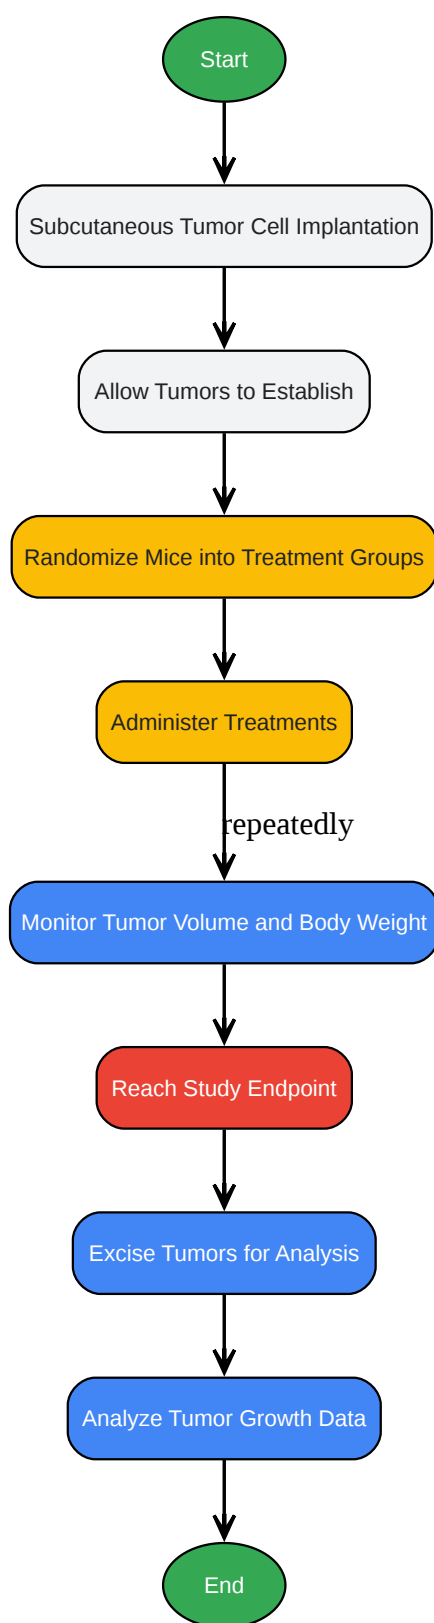 Start
Subcutaneous Tumor Cell Implantation
Allow Tumors to Establish
Randomize Mice into Treatment Groups
Administer Treatments
repeatedly
Monitor Tumor Volume and Body Weight
Reach Study Endpoint
Excise Tumors for Analysis
Analyze Tumor Growth Data
End